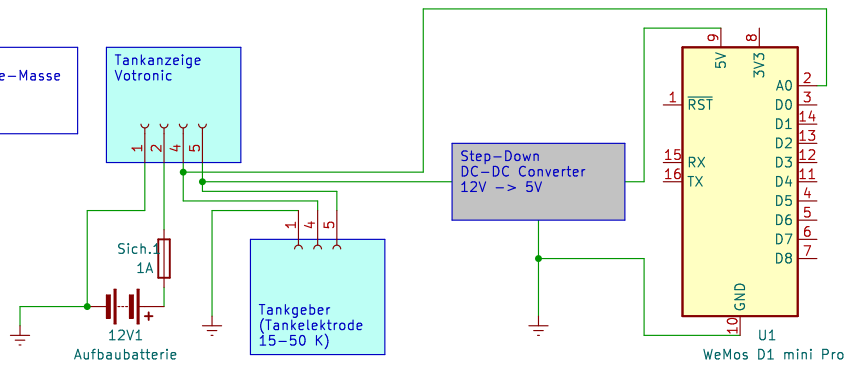 e-Masse
Tankanzeige
Votronic
1
2
4
5
Sich.1
1A
12V1
Aufbaubatterie
1
4
5
Tankgeber
(Tankelektrode
15-50 K)
Step-Down
DC-DC Converter
12V -> 5V
9
8
5V
3V3
1
RST
15
RX
16
TX
A0
2
D0
3
D1
14
D2
13
D3
12
D4
11
D5
4
D6
5
D7
6
D8
7
GND
10
U1
WeMos D1 mini Pro